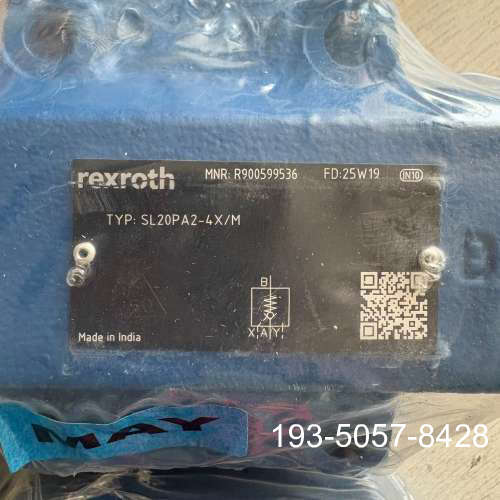 rexroth
MNR: R900599536 FD:25W19 IN10
TYP: SL20PA2-4X/M
B
X A Y
Made in India
D
MAY
193-5057-8428